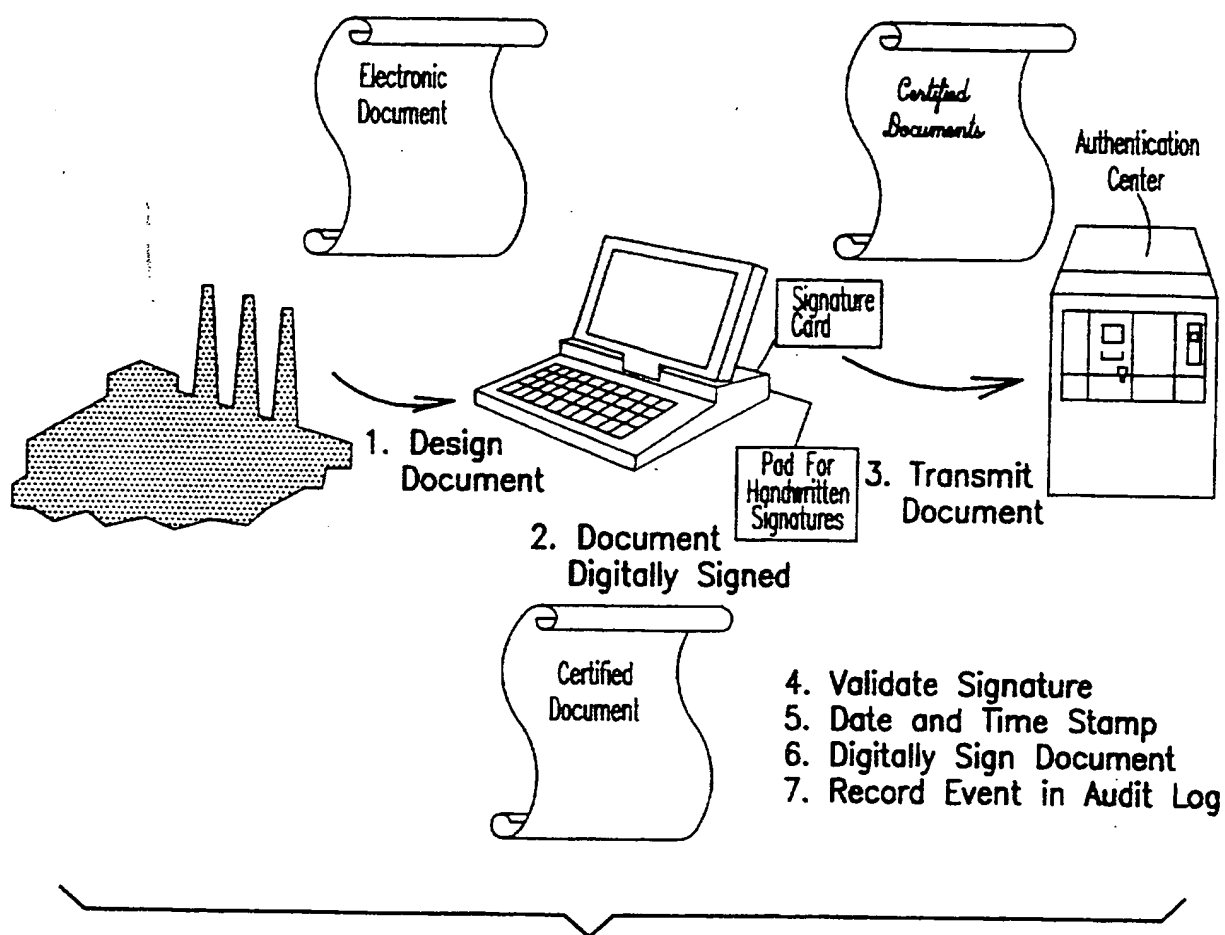 Electronic
Document
Certified
Documents
Authentication
Center
Signature
Card
1. Design
Document
Pad For
Handwritten
Signatures
3. Transmit
Document
2. Document
Digitally Signed
Certified
Document
4. Validate Signature
5. Date and Time Stamp
6. Digitally Sign Document
7. Record Event in Audit Log